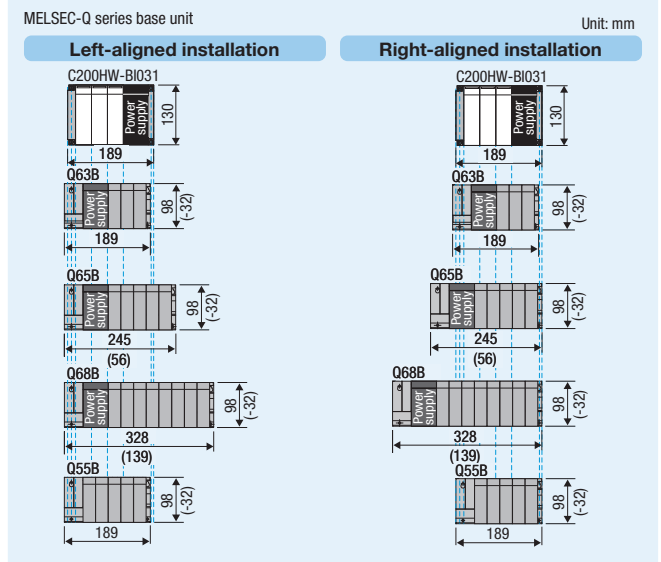 MELSEC-Q series base unit
Unit: mm
Left-aligned installation
C200HW-BI031
Power supply
130
189
Q63B
Power supply
98
(-32)
189
Q65B
Power supply
98
(-32)
245
(56)
Q68B
Power supply
98
(-32)
328
(139)
Q55B
98
(-32)
189
Right-aligned installation
C200HW-BI031
Power supply
130
189
Q63B
Power supply
98
(-32)
189
Q65B
Power supply
98
(-32)
245
(56)
Q68B
Power supply
98
(-32)
328
(139)
Q55B
98
(-32)
189